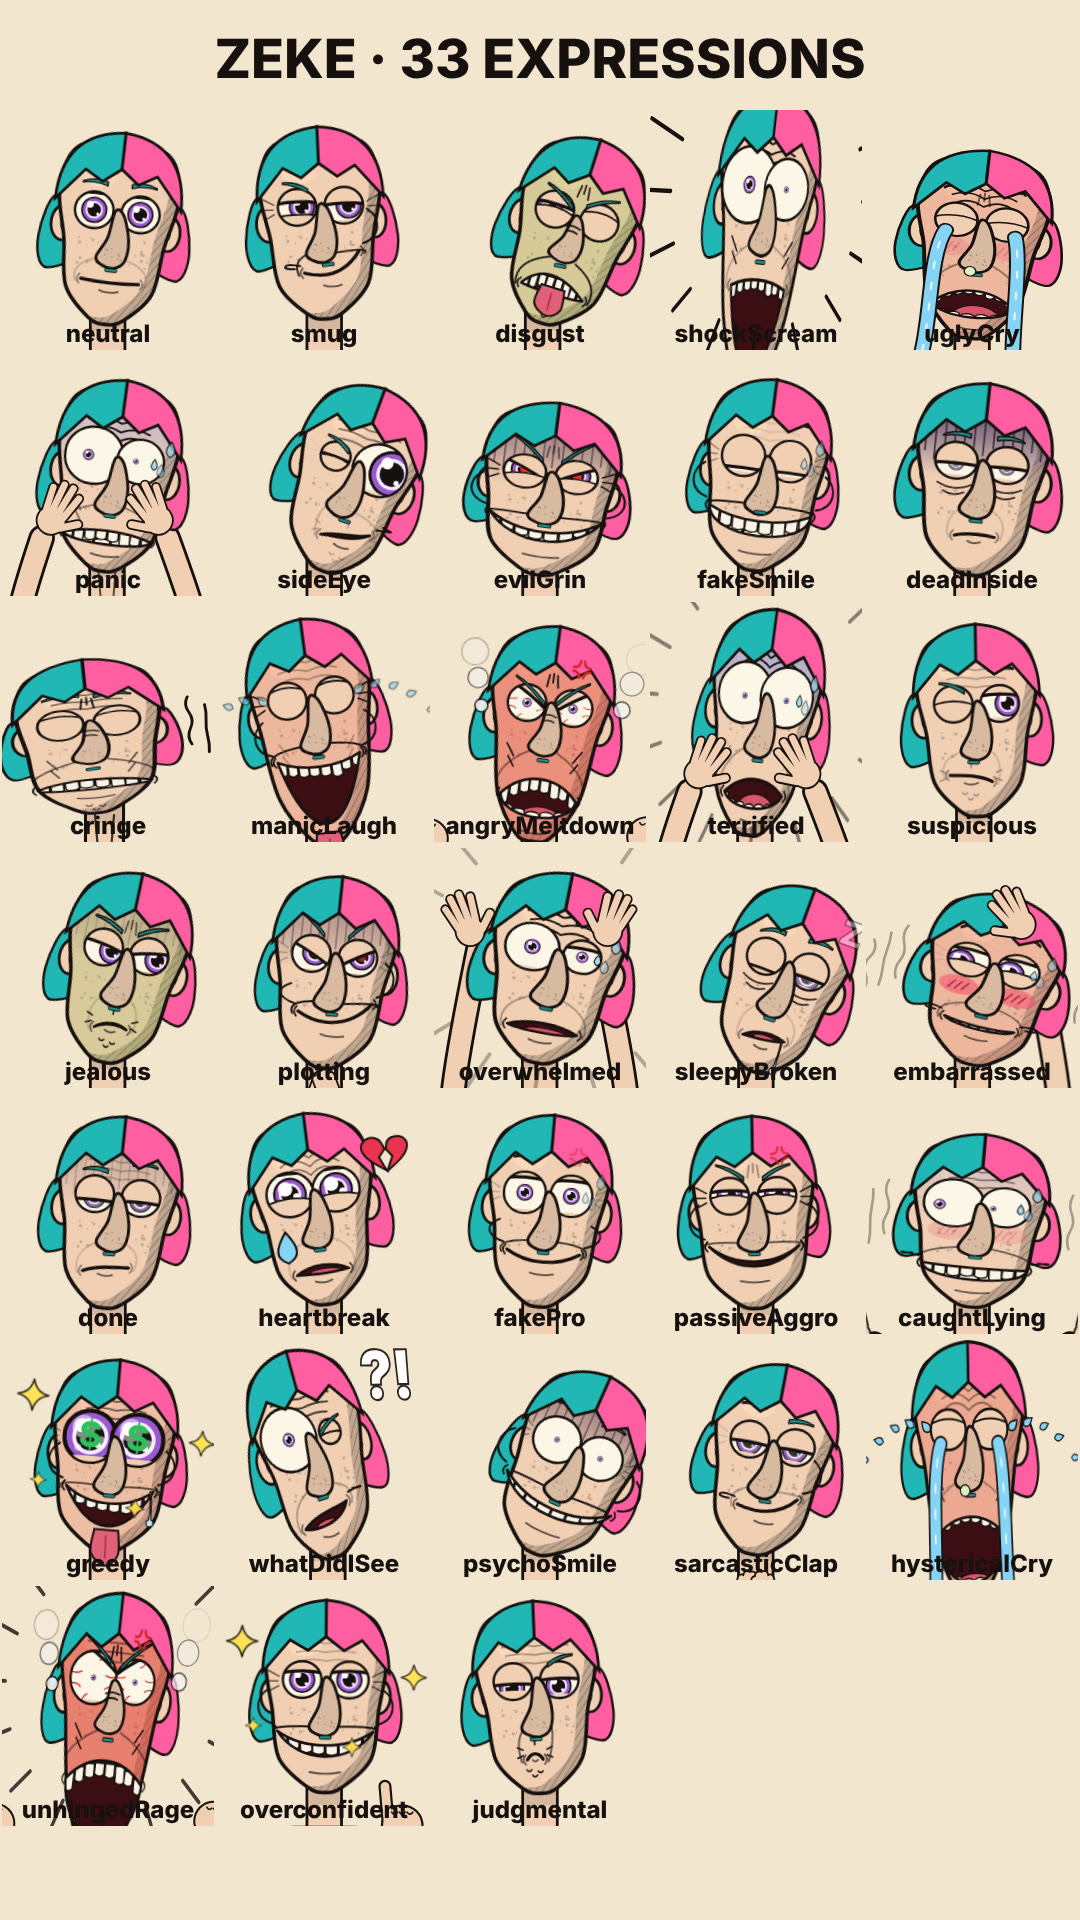 ZEKE · 33 EXPRESSIONS
neutral
smug
disgust
shockScream
uglyCry
panic
sideEye
evilGrin
fakeSmile
deadInside
cringe
manicLaugh
angryMeltdown
terrified
suspicious
jealous
plotting
overwhelmed
sleepyBroken
embarrassed
done
heartbreak
fakePro
passiveAggro
caughtLying
?!
greedy
whatDidISee
psychoSmile
sarcasticClap
hystericalCry
unhingedRage
overconfident
judgmental